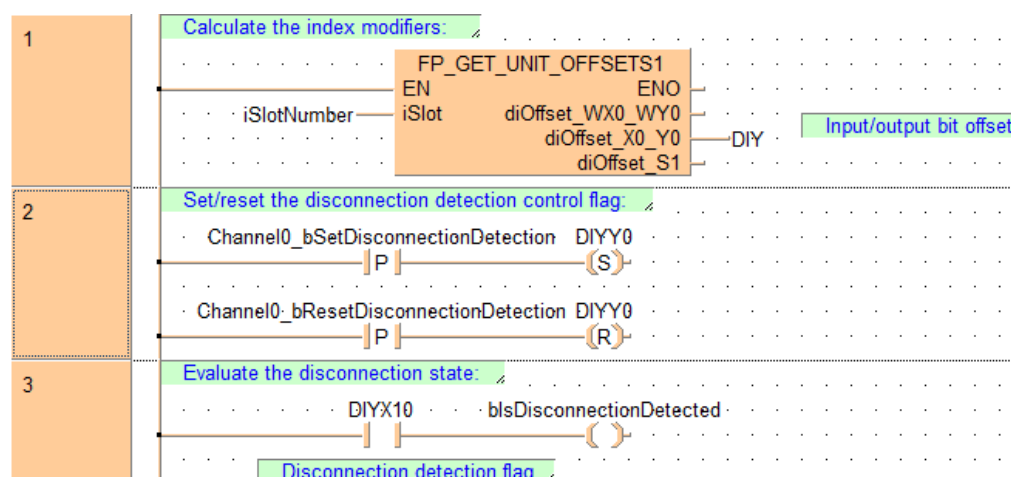 1
Calculate the index modifiers:
FP_GET_UNIT_OFFSETS1
EN ENO
iSlotNumber iSlot diOffset_WX0_WY0
diOffset_X0_Y0 DIY Input/output bit offset
diOffset_S1
2
Set/reset the disconnection detection control flag:
Channel0_bSetDisconnectionDetection DIYY0
P S
Channel0_bResetDisconnectionDetection DIYY0
P R
3
Evaluate the disconnection state:
DIYX10 bIsDisconnectionDetected
Disconnection detection flag